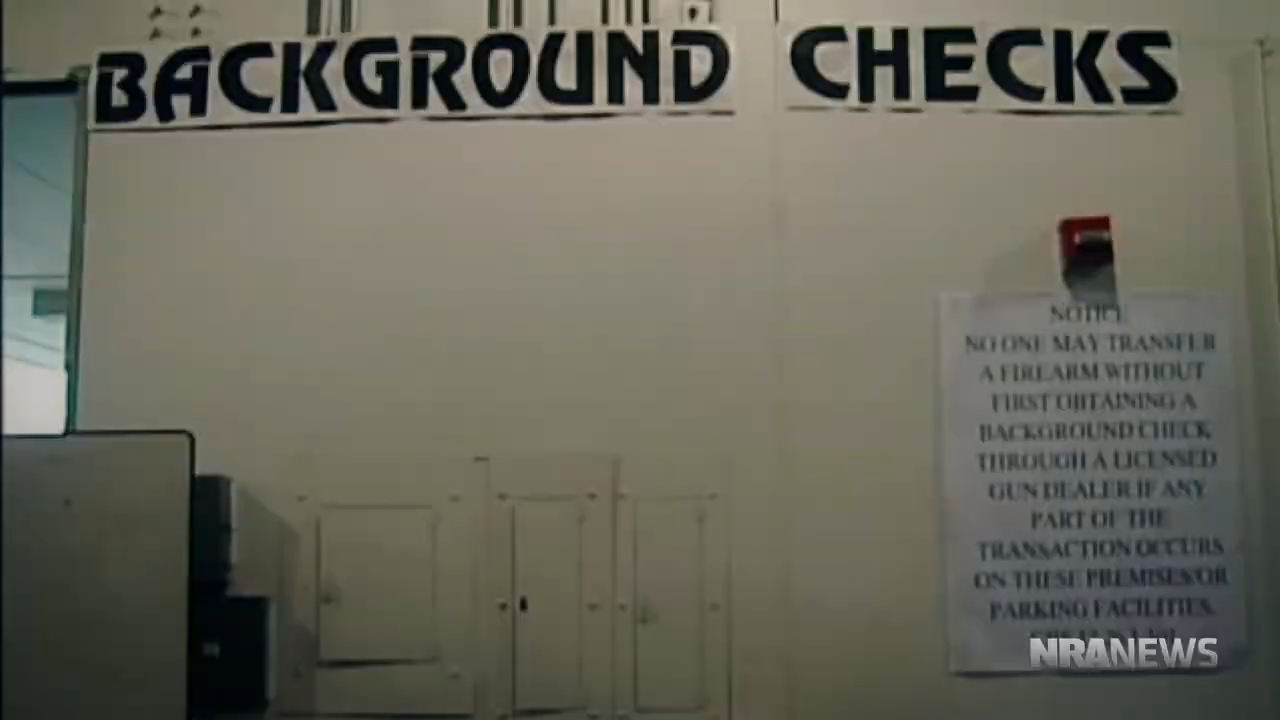 BACKGROUND CHECKS
NOTICE
NO ONE MAY TRANSFER
A FIREARM WITHOUT
FIRST OBTAINING A
BACKGROUND CHECK
THROUGH A LICENSED
GUN DEALER IF ANY
PART OF THE
TRANSACTION OCCURS
ON THESE PREMISES/OR
PARKING FACILITIES.
NRANEWS